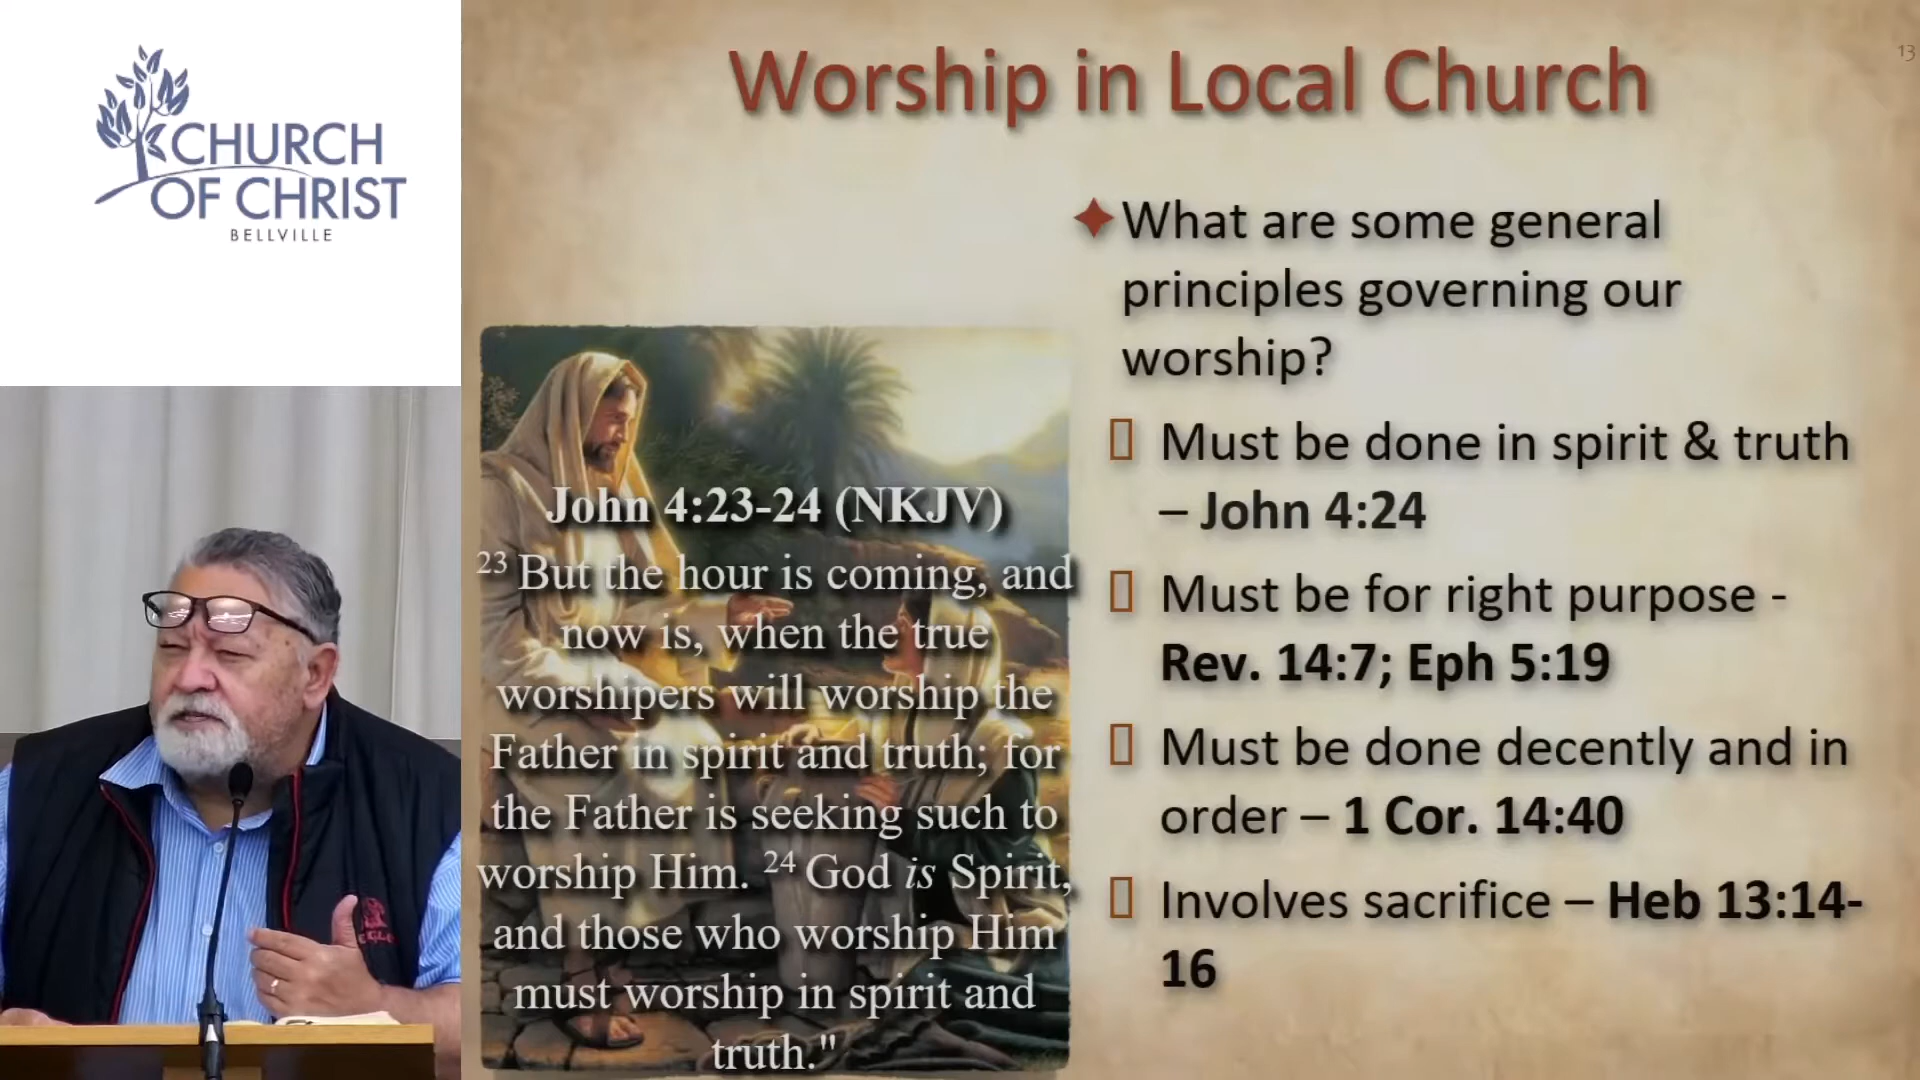 CHURCH
OF CHRIST
BELLVILLE
Worship in Local Church
13
What are some general
principles governing our
worship?
Must be done in spirit & truth
– John 4:24
Must be for right purpose -
Rev. 14:7; Eph 5:19
Must be done decently and in
order – 1 Cor. 14:40
Involves sacrifice – Heb 13:14-
16
John 4:23-24 (NKJV)
23 But the hour is coming, and
now is, when the true
worshipers will worship the
Father in spirit and truth; for
the Father is seeking such to
worship Him. 24 God is Spirit,
and those who worship Him
must worship in spirit and
truth."